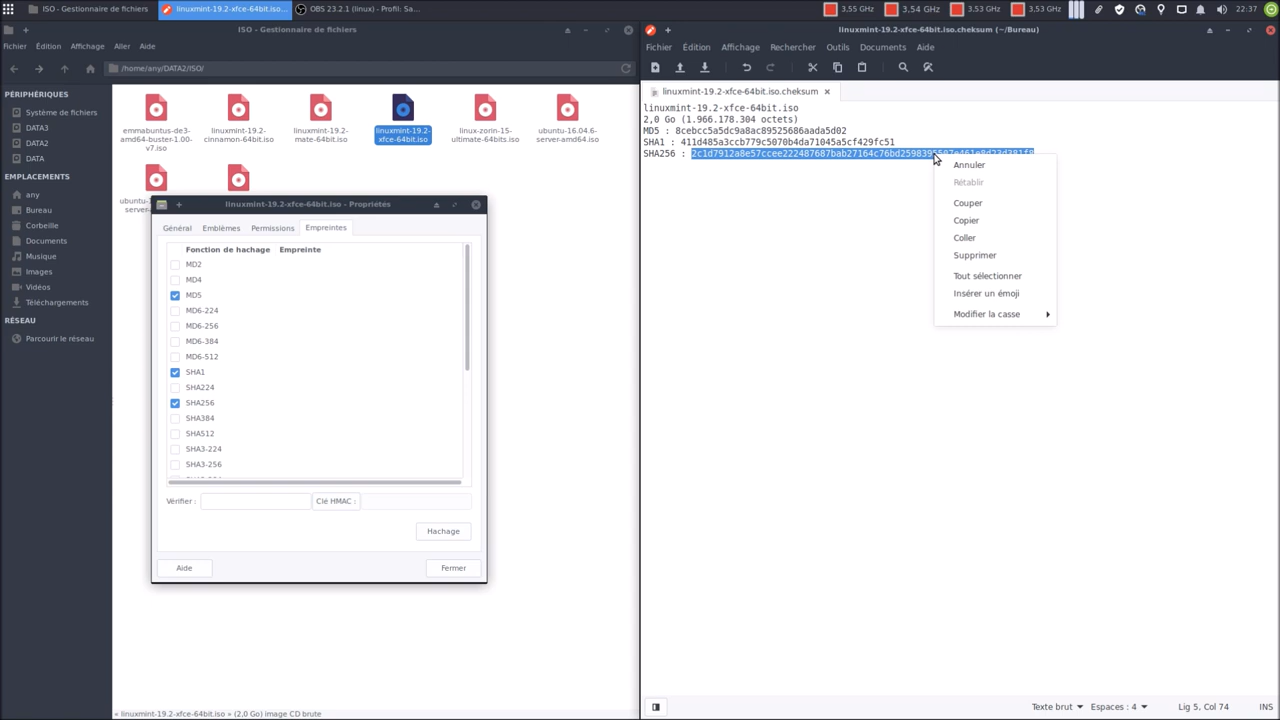 ISO - Gestionnaire de fichiers
linuxmint-19.2-xfce-64bit.iso...
OBS 23.2.1 (linux) - Profil: Sa...
3,55 GHz
3,54 GHz
3,53 GHz
3,53 GHz
22:37
ISO - Gestionnaire de fichiers
Fichier Édition Affichage Aller Aide
/home/any/DATA2/ISO/
PÉRIPHÉRIQUES
Système de fichiers
DATA3
DATA2
DATA
EMPLACEMENTS
any
Bureau
Corbeille
Documents
Musique
Images
Vidéos
Téléchargements
RÉSEAU
Parcourir le réseau
emmabuntus-de3-
amd64-buster-1.00-
v7.iso
linuxmint-19.2-
cinnamon-64bit.iso
linuxmint-19.2-
mate-64bit.iso
linuxmint-19.2-
xfce-64bit.iso
linux-zorin-15-
ultimate-64bits.iso
ubuntu-16.04.6-
server-amd64.iso
linuxmint-19.2-xfce-64bit.iso – Propriétés
Général Emblèmes Permissions Empreintes
Fonction de hachage Empreinte
MD2
MD4
MD5
MD6-224
MD6-256
MD6-384
MD6-512
SHA1
SHA224
SHA256
SHA384
SHA512
SHA3-224
SHA3-256
Vérifier :
Clé HMAC :
Hachage
Aide
Fermer
« linuxmint-19.2-xfce-64bit.iso » (2,0 Go) image CD brute
linuxmint-19.2-xfce-64bit.iso.cheksum (~/Bureau)
Fichier Édition Affichage Rechercher Outils Documents Aide
linuxmint-19.2-xfce-64bit.iso.cheksum
linuxmint-19.2-xfce-64bit.iso
2,0 Go (1.966.178.304 octets)
MD5 : 8cebcc5a5dc9a8ac89525686aada5d02
SHA1 : 411d485a3ccb779c5070b4da71045a5cf429fc51
SHA256 :
Annuler
Rétablir
Couper
Copier
Coller
Supprimer
Tout sélectionner
Insérer un émoji
Modifier la casse
Texte brut
Espaces : 4
Lig 5, Col 74
INS